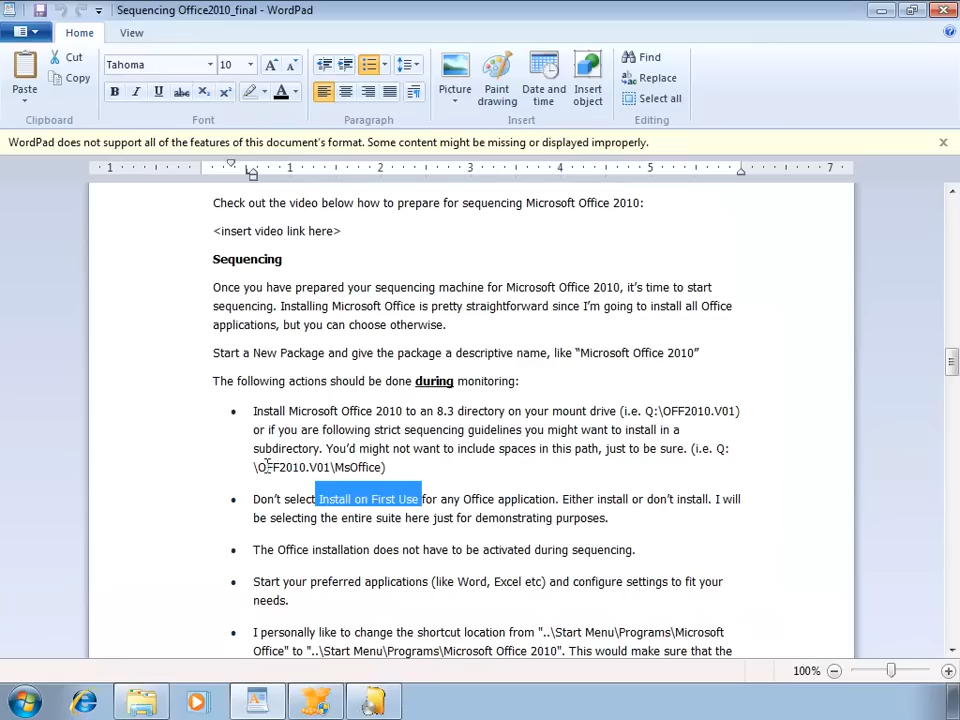 Sequencing Office2010_final - WordPad
Home
View
Paste
Cut
Copy
Clipboard
Tahoma
10
A
A
B I U abc X₂ X² A
Font
Paragraph
Picture
Paint drawing
Date and time
Insert object
Insert
Find
Replace
Select all
Editing
WordPad does not support all of the features of this document's format. Some content might be missing or displayed improperly.
1 1 2 3 4 5 7
Check out the video below how to prepare for sequencing Microsoft Office 2010:
<insert video link here>
Sequencing
Once you have prepared your sequencing machine for Microsoft Office 2010, it's time to start
sequencing. Installing Microsoft Office is pretty straightforward since I'm going to install all Office
applications, but you can choose otherwise.
Start a New Package and give the package a descriptive name, like “Microsoft Office 2010”
The following actions should be done during monitoring:
• Install Microsoft Office 2010 to an 8.3 directory on your mount drive (i.e. Q:\OFF2010.V01)
or if you are following strict sequencing guidelines you might want to install in a
subdirectory. You'd might not want to include spaces in this path, just to be sure. (i.e. Q:
\OFF2010.V01\MsOffice)
• Don't select Install on First Use for any Office application. Either install or don't install. I will
be selecting the entire suite here just for demonstrating purposes.
• The Office installation does not have to be activated during sequencing.
• Start your preferred applications (like Word, Excel etc) and configure settings to fit your
needs.
• I personally like to change the shortcut location from "..\Start Menu\Programs\Microsoft
Office" to "..\Start Menu\Programs\Microsoft Office 2010". This would make sure that the
100%